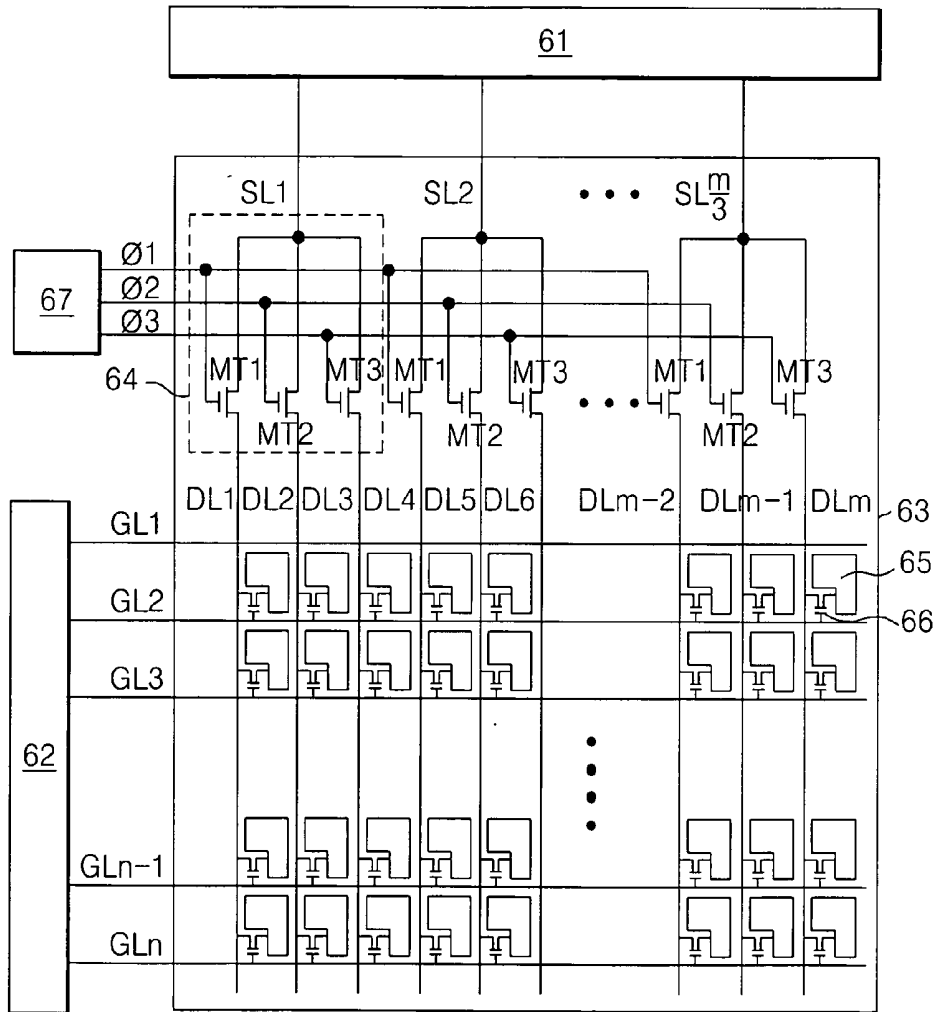 61
SL1 SL2 • • • SLm/3
Ø1
Ø2
Ø3
67
64
MT1 MT3 MT1 MT3 MT1 MT3
MT2 MT2 • • • MT2
DL1 DL2 DL3 DL4 DL5 DL6 DLm-2 DLm-1 DLm
63
GL1
65
GL2
66
GL3
62
GLn-1
GLn